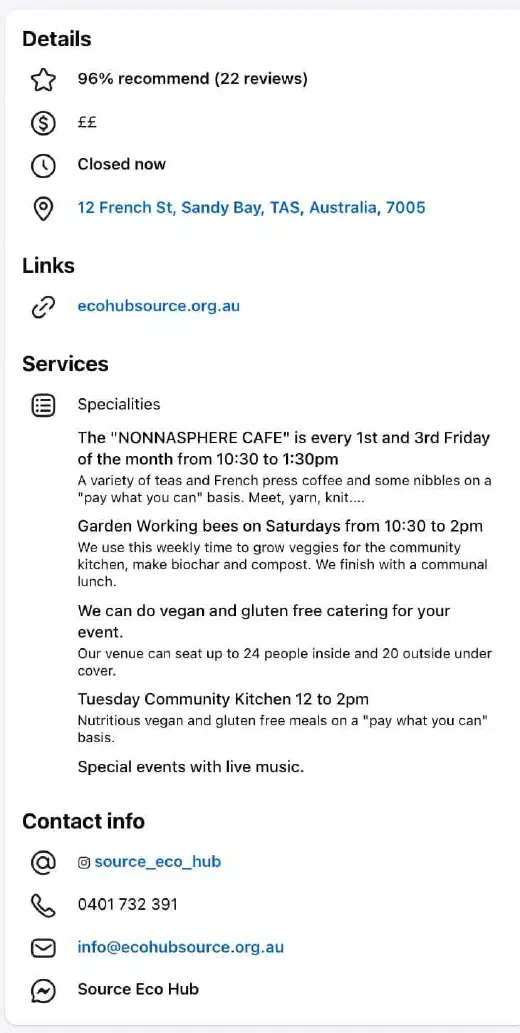 Details
96% recommend (22 reviews)
££
Closed now
12 French St, Sandy Bay, TAS, Australia, 7005
Links
ecohubsource.org.au
Services
Specialities
The "NONNASPHERE CAFE" is every 1st and 3rd Friday
of the month from 10:30 to 1:30pm
A variety of teas and French press coffee and some nibbles on a
"pay what you can" basis. Meet, yarn, knit....
Garden Working bees on Saturdays from 10:30 to 2pm
We use this weekly time to grow veggies for the community
kitchen, make biochar and compost. We finish with a communal
lunch.
We can do vegan and gluten free catering for your
event.
Our venue can seat up to 24 people inside and 20 outside under
cover.
Tuesday Community Kitchen 12 to 2pm
Nutritious vegan and gluten free meals on a "pay what you can"
basis.
Special events with live music.
Contact info
source_eco_hub
0401 732 391
info@ecohubsource.org.au
Source Eco Hub